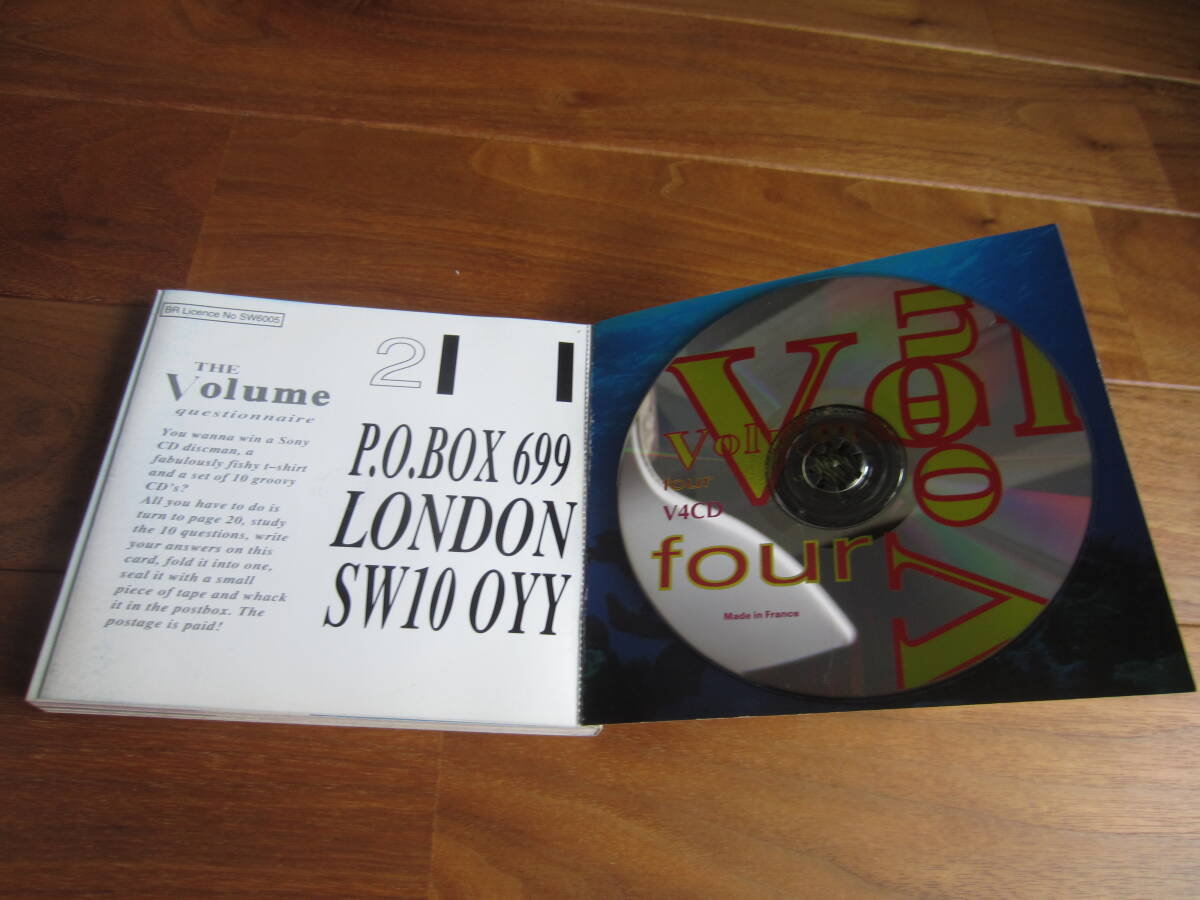 BR Licence No SW6005
THE
Volume
questionnaire
You wanna win a Sony
CD discman, a
fabulously fishy t-shirt
and a set of 10 groovy
CD's?
All you have to do is
turn to page 20, study
the 10 questions, write
your answers on this
card, fold it into one,
seal it with a small
piece of tape and whack
it in the postbox. The
postage is paid!
2
P.O.BOX 699
LONDON
SW10 OYY
four
V4CD
four
Made in France